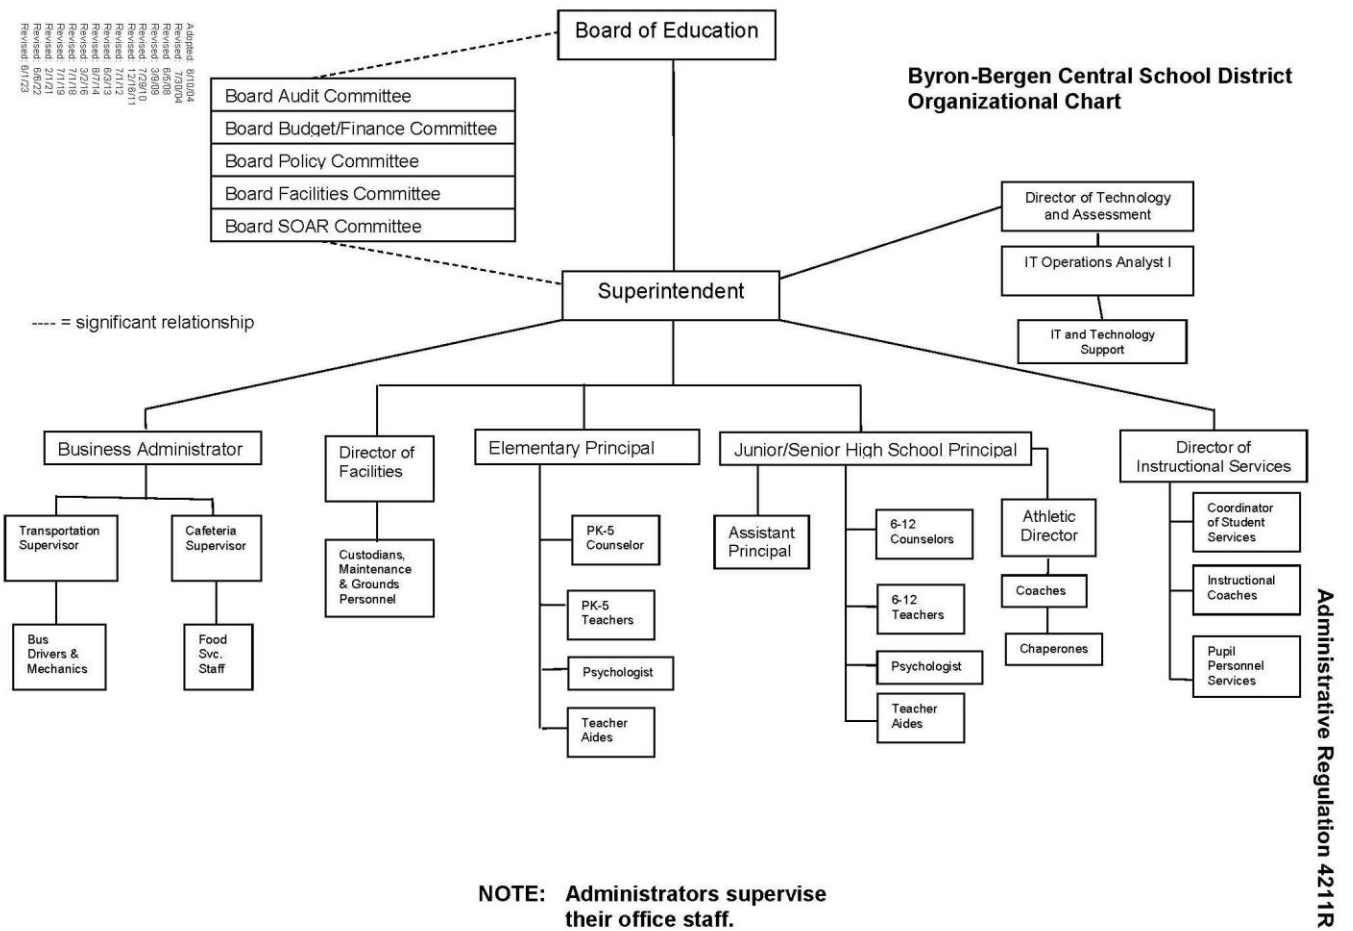 Adopted: 6/10/04
Revised: 7/30/04
Revised: 6/5/08
Revised: 3/9/09
Revised: 7/29/10
Revised: 12/16/11
Revised: 7/1/12
Revised: 6/3/13
Revised: 8/7/14
Revised: 3/2/16
Revised: 7/1/18
Revised: 7/1/19
Revised: 2/1/21
Revised: 6/6/22
Revised: 6/1/23
Board of Education
Byron-Bergen Central School District
Organizational Chart
Board Audit Committee
Board Budget/Finance Committee
Board Policy Committee
Board Facilities Committee
Board SOAR Committee
Director of Technology
and Assessment
IT Operations Analyst I
IT and Technology
Support
Superintendent
---- = significant relationship
Business Administrator
Director of
Facilities
Elementary Principal
Junior/Senior High School Principal
Director of
Instructional Services
Transportation
Supervisor
Cafeteria
Supervisor
Bus
Drivers &
Mechanics
Food
Svc.
Staff
Custodians,
Maintenance
& Grounds
Personnel
PK-5
Counselor
PK-5
Teachers
Psychologist
Teacher
Aides
Assistant
Principal
6-12
Counselors
6-12
Teachers
Psychologist
Teacher
Aides
Athletic
Director
Coaches
Chaperones
Coordinator
of Student
Services
Instructional
Coaches
Pupil
Personnel
Services
Administrative Regulation 4211R
NOTE: Administrators supervise
their office staff.